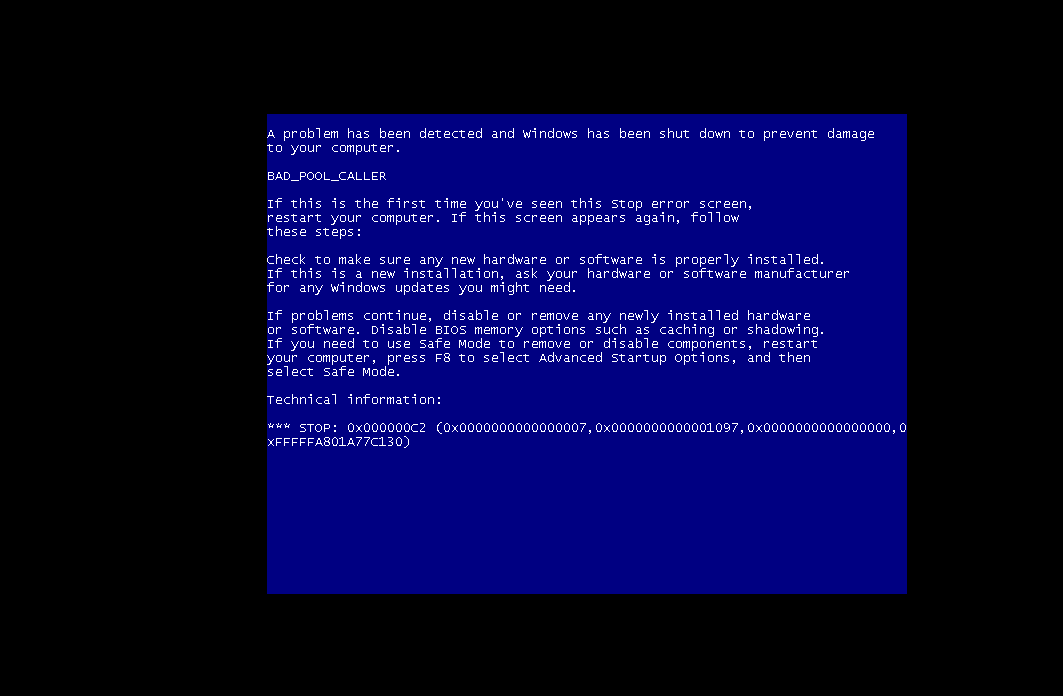 A problem has been detected and Windows has been shut down to prevent damage
to your computer.
BAD_POOL_CALLER
If this is the first time you've seen this Stop error screen,
restart your computer. If this screen appears again, follow
these steps:
Check to make sure any new hardware or software is properly installed.
If this is a new installation, ask your hardware or software manufacturer
for any Windows updates you might need.
If problems continue, disable or remove any newly installed hardware
or software. Disable BIOS memory options such as caching or shadowing.
If you need to use Safe Mode to remove or disable components, restart
your computer, press F8 to select Advanced Startup Options, and then
select Safe Mode.
Technical information:
*** STOP: 0x000000C2 (0x0000000000000007,0x0000000000001097,0x0000000000000000,0
xFFFFFA801A77C130)